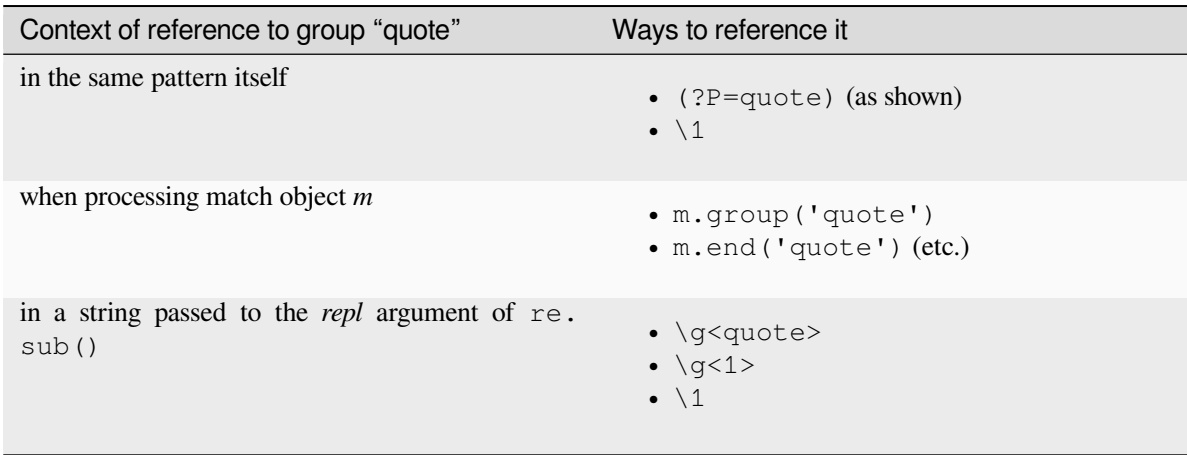 Context of reference to group “quote” Ways to reference it
in the same pattern itself
• (?P=quote) (as shown)
• \1
when processing match object m
• m.group('quote')
• m.end('quote') (etc.)
in a string passed to the repl argument of re.
sub()
• \g<quote>
• \g<1>
• \1